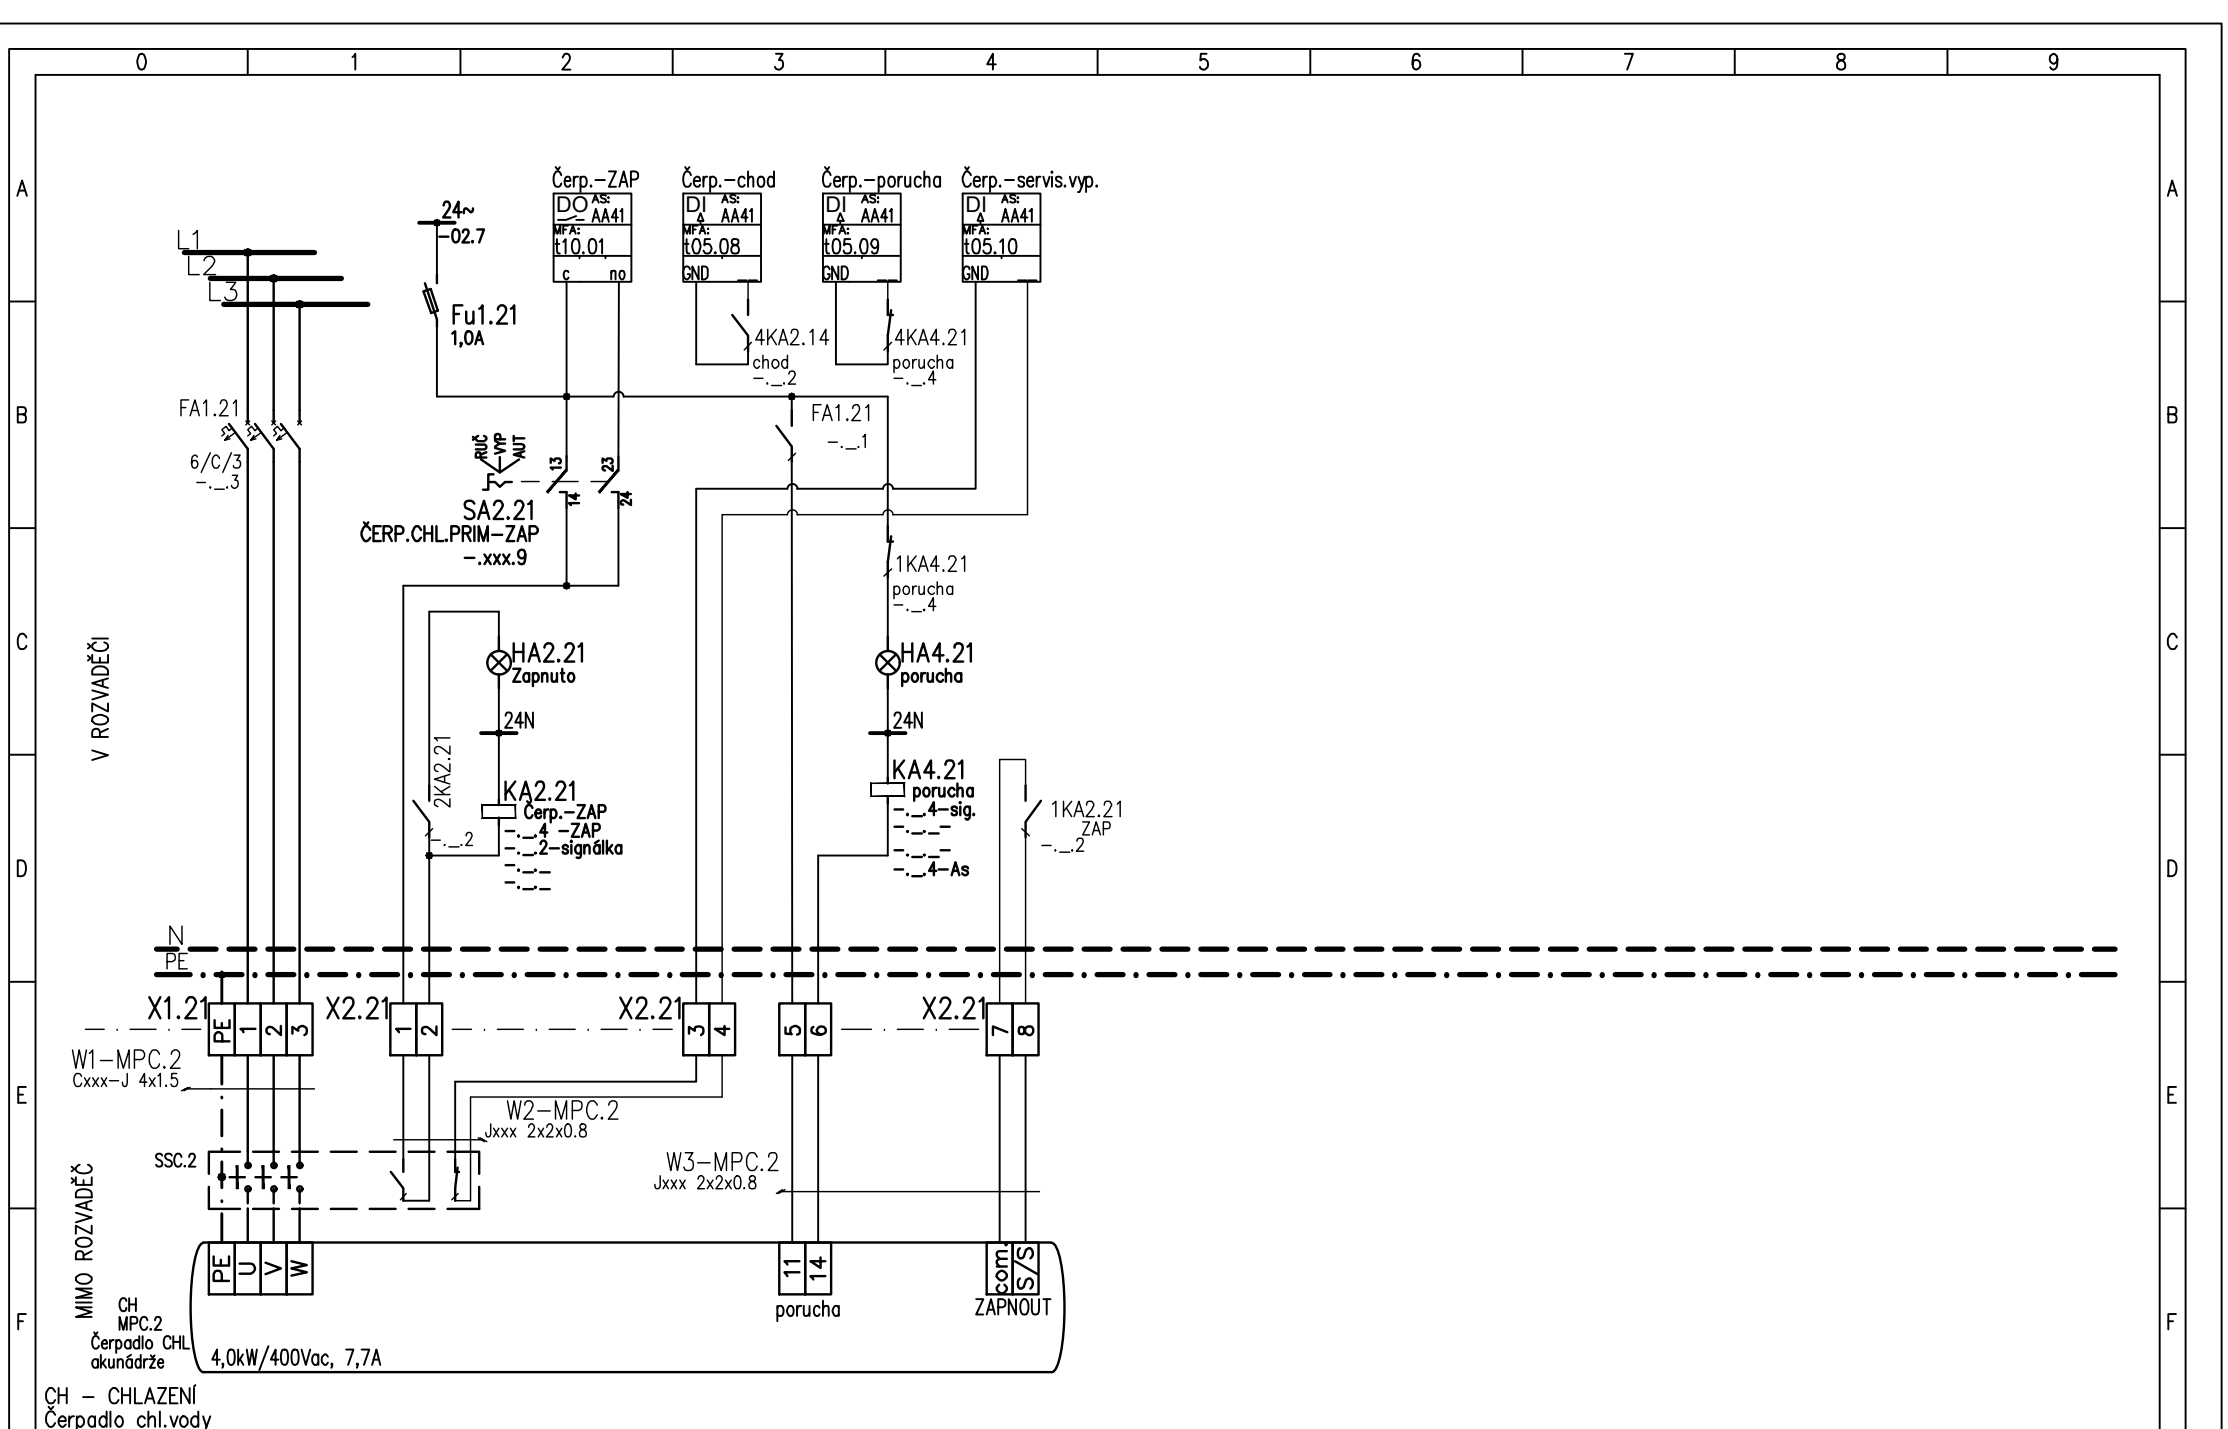 0 1 2 3 4 5 6 7 8 9
A A
Čerp.-ZAP
DO AS:
AA41
MFA:
t10.01
c no
Čerp.-chod
DI AS:
AA41
MFA:
t05.08
GND
Čerp.-porucha
DI AS:
AA41
MFA:
t05.09
GND
Čerp.-servis.vyp.
DI AS:
AA41
MFA:
t05.10
GND
24~
-02.7
L1
L2
L3
Fu1.21
1,0A
4KA2.14
chod
-._.2
4KA4.21
porucha
-._.4
B B
FA1.21
6/C/3
-._.3
FA1.21
-._.1
RUČ
VYP
AUT
13
14
23
24
SA2.21
ČERP.CHL.PRIM-ZAP
-.xxx.9
1KA4.21
porucha
-._.4
C C
V ROZVADĚČI
HA2.21
Zapnuto
24N
HA4.21
porucha
24N
2KA2.21
-._.2
KA2.21
Čerp.-ZAP
-._.4 -ZAP
-._.2-signálka
-._._
-._._
KA4.21
porucha
-._.4-sig.
-._._-
-._._-
-._.4-As
1KA2.21
ZAP
-._.2
D D
N
PE
X1.21 PE 1 2 3
X2.21 1 2
X2.21 3 4
5 6
X2.21 7 8
E E
W1-MPC.2
Cxxx-J 4x1.5
W2-MPC.2
Jxxx 2x2x0.8
W3-MPC.2
Jxxx 2x2x0.8
SSC.2
MIMO ROZVADĚČ
PE U V W
11 14
porucha
com. S/S
ZAPNOUT
F F
CH
MPC.2
Čerpadlo CHL
akunádrže
4,0kW/400Vac, 7,7A
CH - CHLAZENÍ
Čerpadlo chl.vody